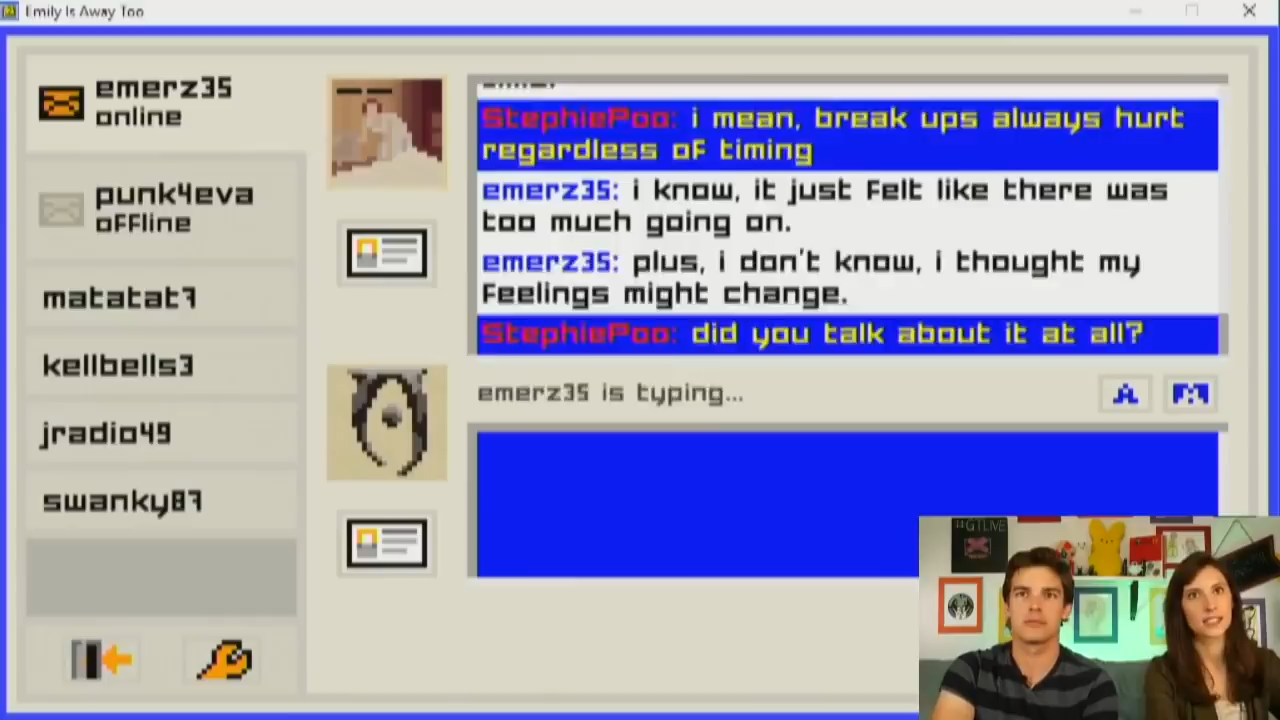 Emily Is Away Too
emerz35
online
punk4eva
offline
matatat7
kellbells3
jradio49
swanky87
StephiePoo: i mean, break ups always hurt
regardless of timing
emerz35: i know, it just felt like there was
too much going on.
emerz35: plus, i don't know, i thought my
feelings might change.
StephiePoo: did you talk about it at all?
emerz35 is typing...
A
#GTLIVE